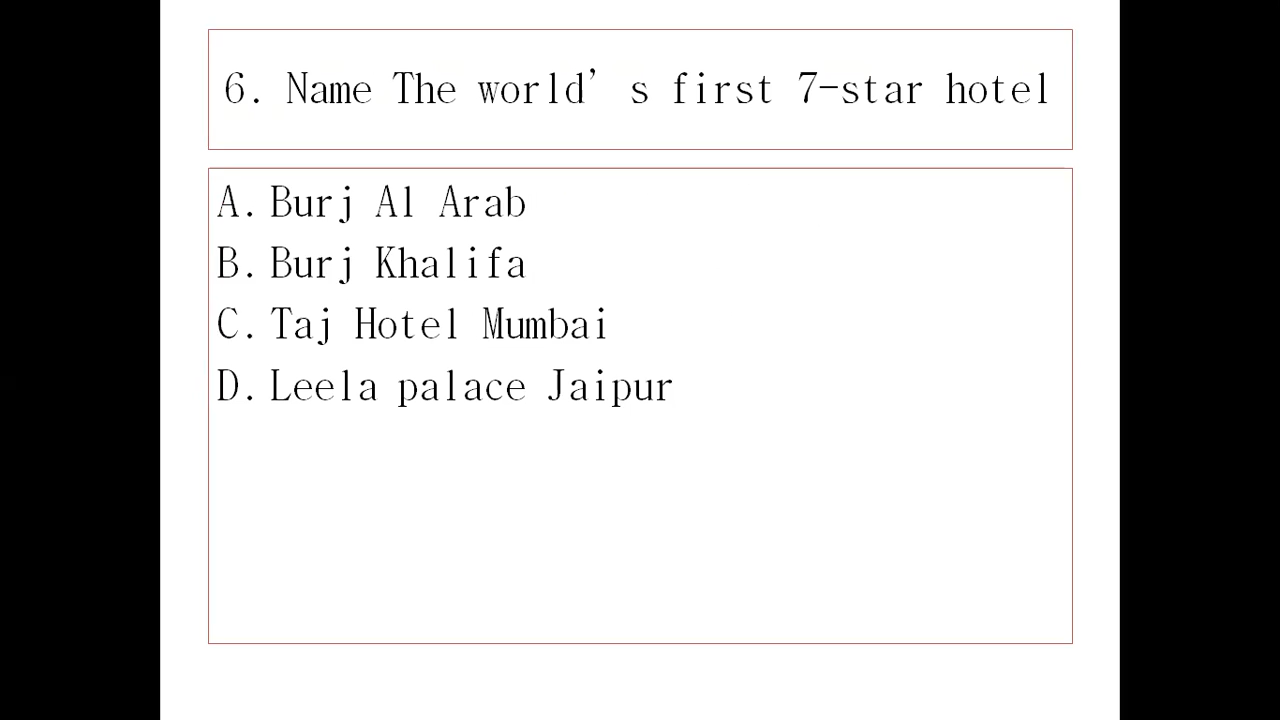 6. Name The world’s first 7-star hotel
A. Burj Al Arab
B. Burj Khalifa
C. Taj Hotel Mumbai
D. Leela palace Jaipur